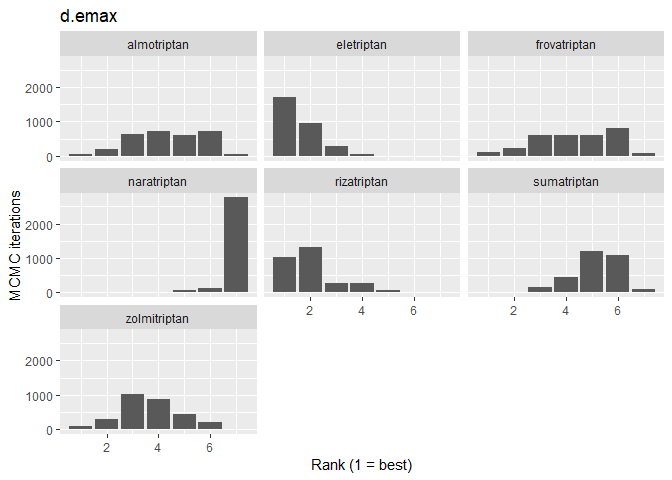 d.emax
almotriptan eletriptan frovatriptan
2000
1000
0
naratriptan rizatriptan sumatriptan
2000
1000
0
2 4 6 2 4 6
zolmitriptan
2000
1000
0
2 4 6
MCMC iterations
Rank (1 = best)